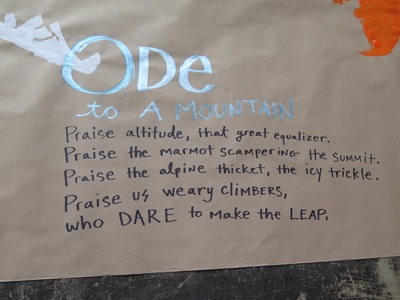 Ode
to A MOUNTAIN
Praise altitude, that great equalizer.
Praise the marmot scampering the summit.
Praise the alpine thicket, the icy trickle.
Praise us weary climbers,
who DARE to make the LEAP.